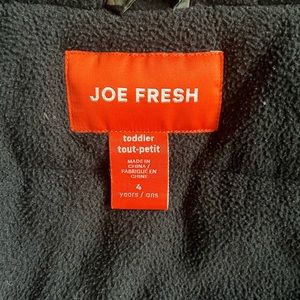 JOE FRESH
toddler
tout-petit
MADE IN
CHINA /
FABRIQUÉ EN
CHINE
4
years / ans